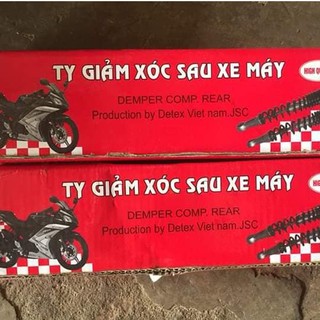 TY GIẢM XÓC SAU XE MÁY
HIGH
DEMPER COMP. REAR
Production by Detex Viet nam.JSC
TY GIẢM XÓC SAU XE MÁY
DEMPER COMP. REAR
Production by Detex Viet nam.JSC